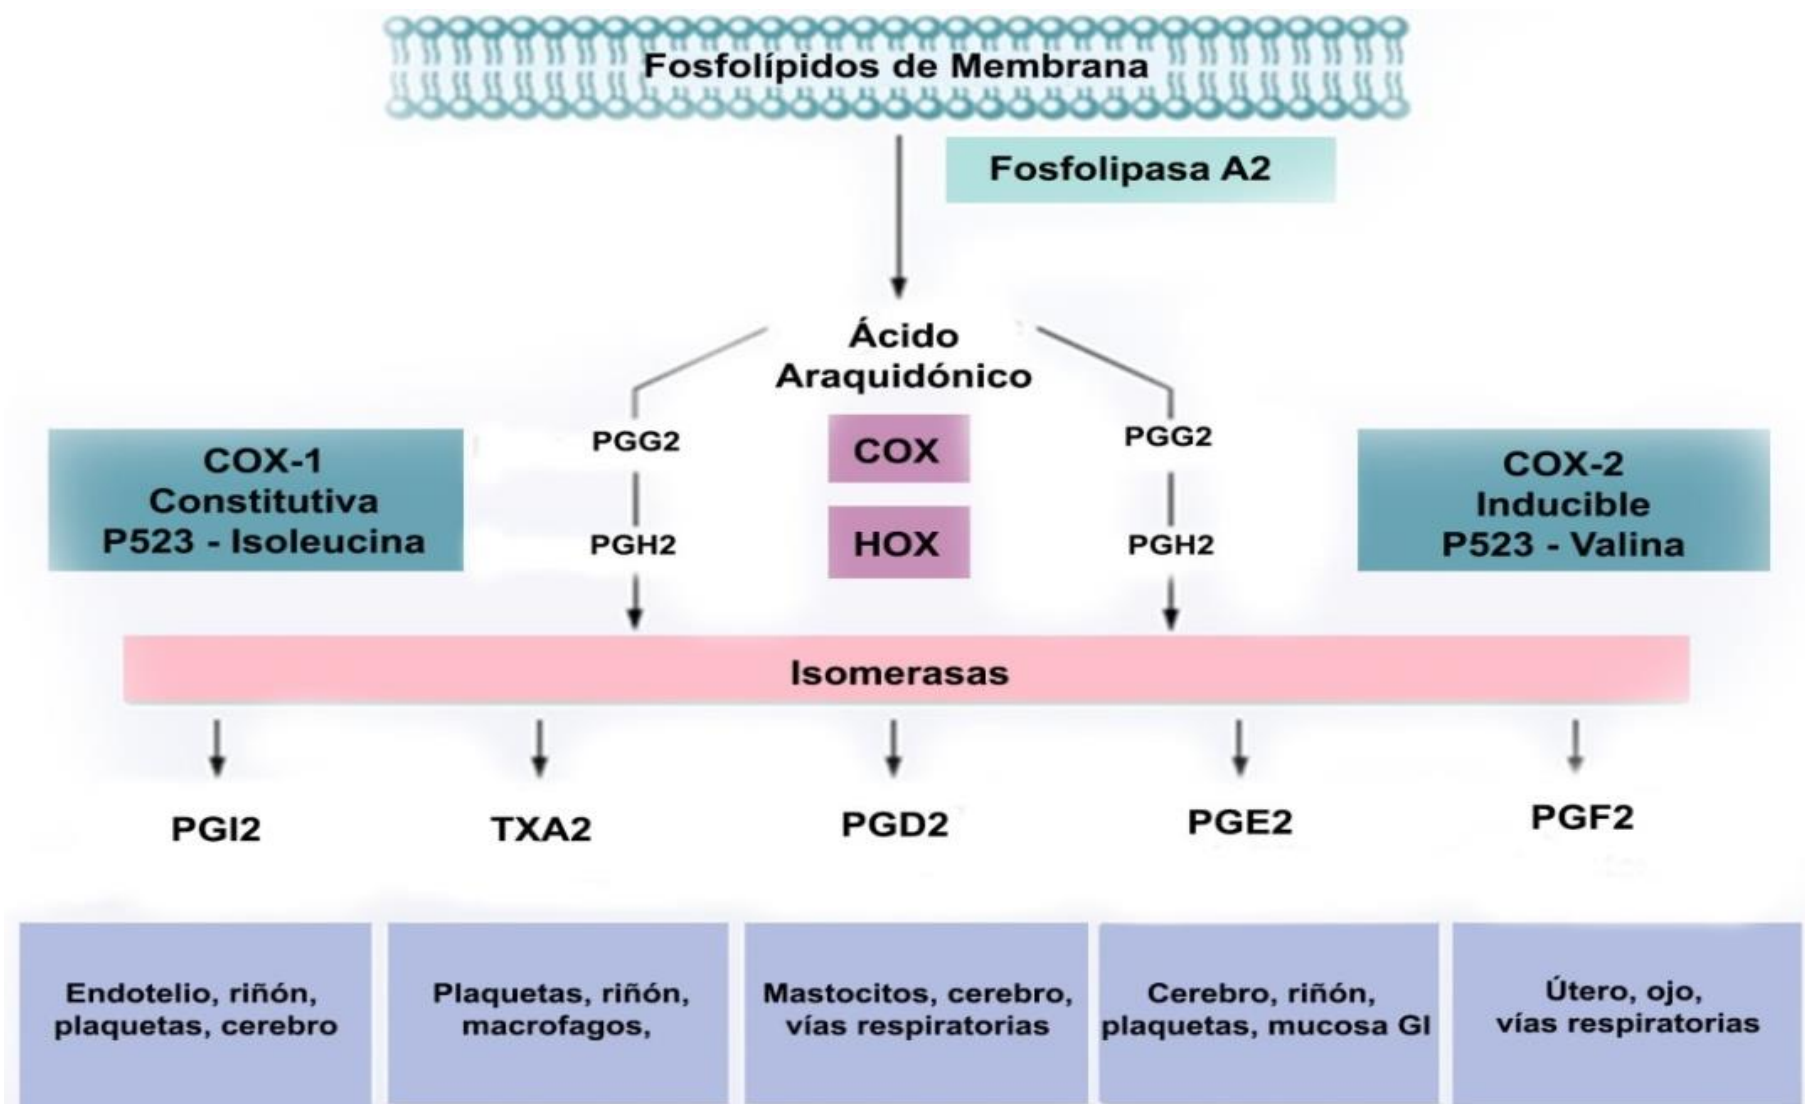 Fosfolípidos de Membrana
Fosfolipasa A2
Ácido
Araquidónico
COX-1
Constitutiva
P523 - Isoleucina
PGG2
PGH2
COX
HOX
PGG2
PGH2
COX-2
Inducible
P523 - Valina
Isomerasas
PGI2
TXA2
PGD2
PGE2
PGF2
Endotelio, riñón,
plaquetas, cerebro
Plaquetas, riñón,
macrofagos,
Mastocitos, cerebro,
vías respiratorias
Cerebro, riñón,
plaquetas, mucosa GI
Útero, ojo,
vías respiratorias